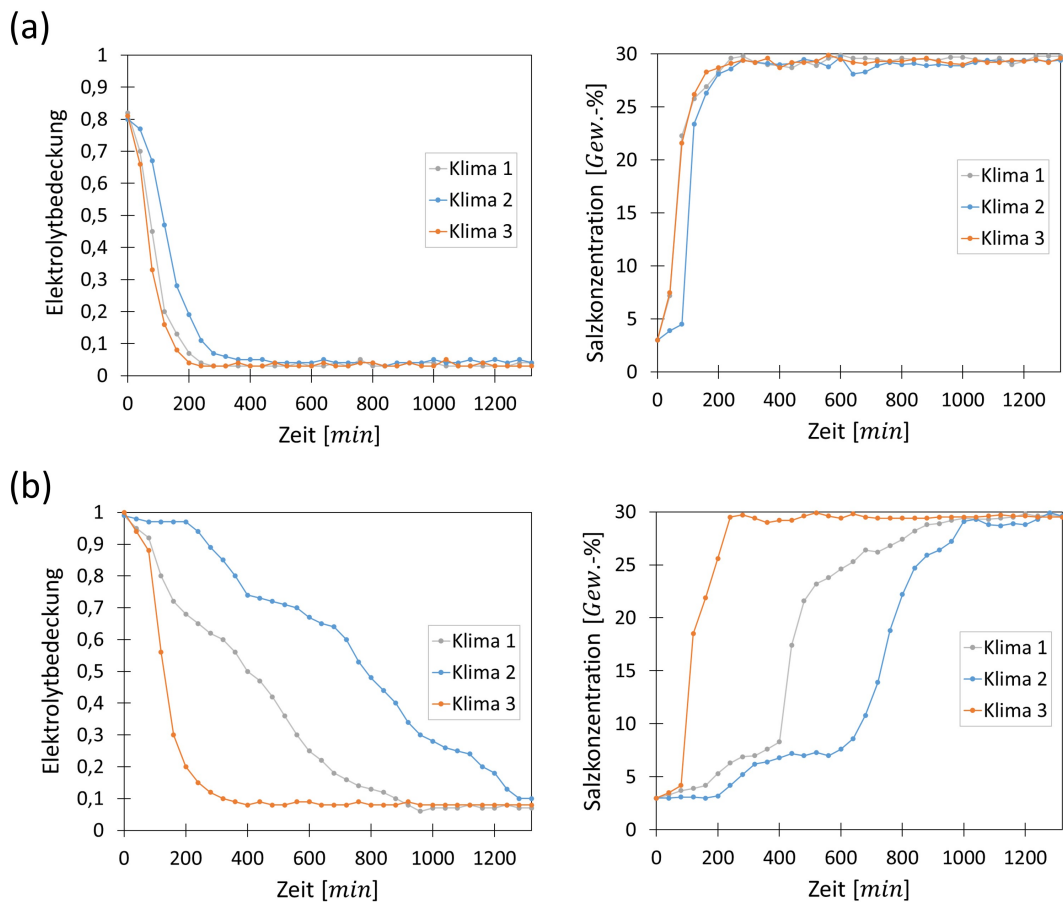 (a)
Elektrolytbedeckung
1
0,9
0,8
0,7
0,6
0,5
0,4
0,3
0,2
0,1
0
0 200 400 600 800 1000 1200
Zeit [min]
Klima 1
Klima 2
Klima 3
Salzkonzentration [Gew.-%]
30
25
20
15
10
5
0
0 200 400 600 800 1000 1200
Zeit [min]
Klima 1
Klima 2
Klima 3
(b)
Elektrolytbedeckung
1
0,9
0,8
0,7
0,6
0,5
0,4
0,3
0,2
0,1
0
0 200 400 600 800 1000 1200
Zeit [min]
Klima 1
Klima 2
Klima 3
Salzkonzentration [Gew.-%]
30
25
20
15
10
5
0
0 200 400 600 800 1000 1200
Zeit [min]
Klima 1
Klima 2
Klima 3